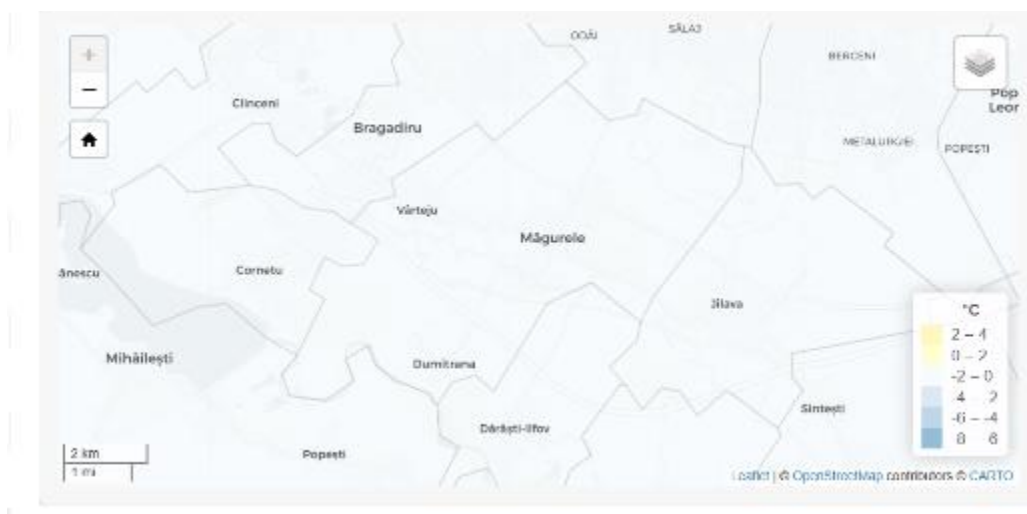 ODĂI
SĂLAJ
+
BERCENI
−
Clinceni
Pop
Leor
Bragadiru
METALURGIEI
POPEȘTI
Vârteju
Măgurele
ănescu
Cornetu
Jilava
°C
2 – 4
0 – 2
-2 – 0
-4 – -2
-6 – -4
-8 – -6
Mihăilești
Dumitrana
Sintești
Dărăști-Ilfov
Popești
2 km
1 mi
Leaflet | © OpenStreetMap contributors © CARTO